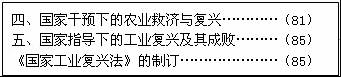 四、国家干预下的农业救济与复兴…………（81）
五、国家指导下的工业复兴及其成败………（85）
《国家工业复兴法》的制订…………………（85）